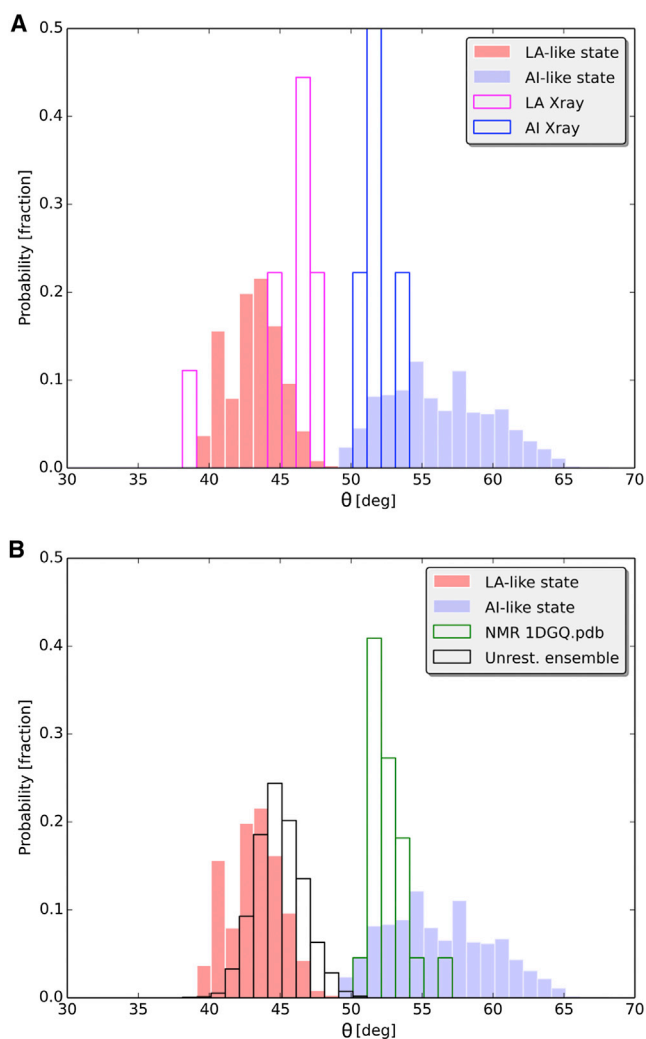 A
0.5
0.4
0.3
0.2
0.1
0.0
Probability [fraction]
LA-like state
AI-like state
LA Xray
AI Xray
30 35 40 45 50 55 60 65 70
θ [deg]
B
0.5
0.4
0.3
0.2
0.1
0.0
Probability [fraction]
LA-like state
AI-like state
NMR 1DGQ.pdb
Unrest. ensemble
30 35 40 45 50 55 60 65 70
θ [deg]